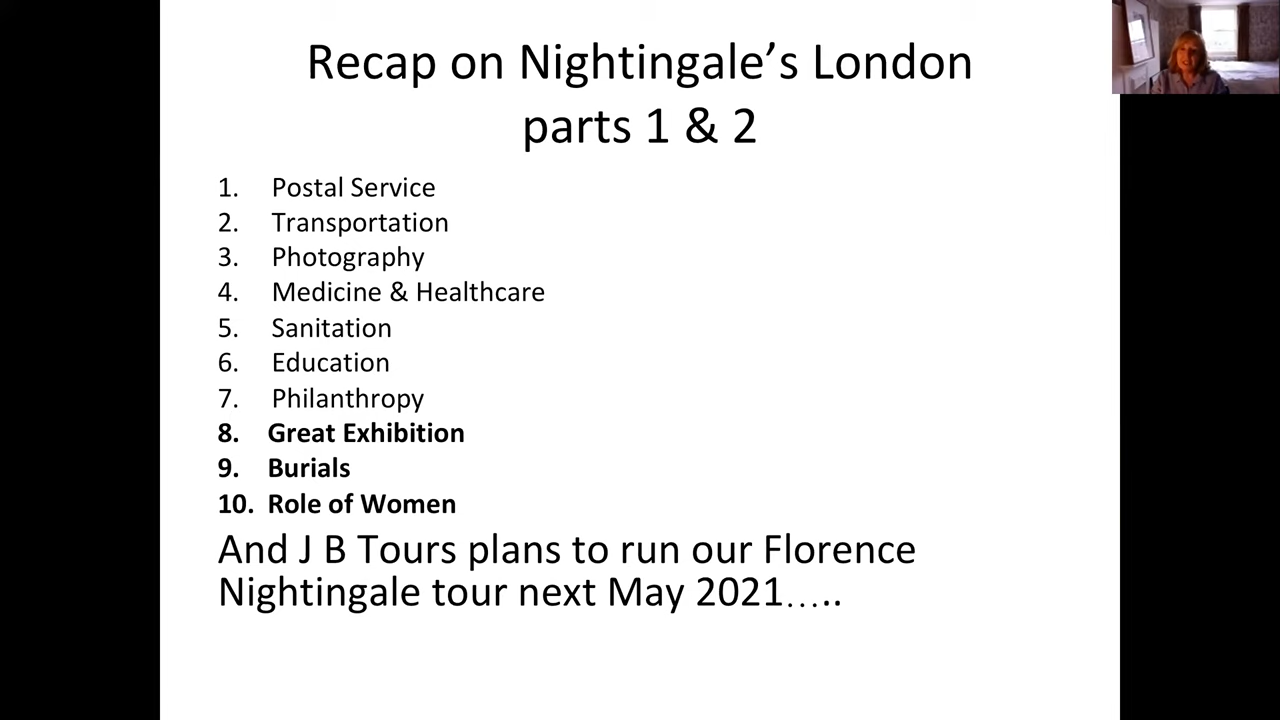 Recap on Nightingale’s London
parts 1 & 2
1. Postal Service
2. Transportation
3. Photography
4. Medicine & Healthcare
5. Sanitation
6. Education
7. Philanthropy
8. Great Exhibition
9. Burials
10. Role of Women
And J B Tours plans to run our Florence
Nightingale tour next May 2021…..